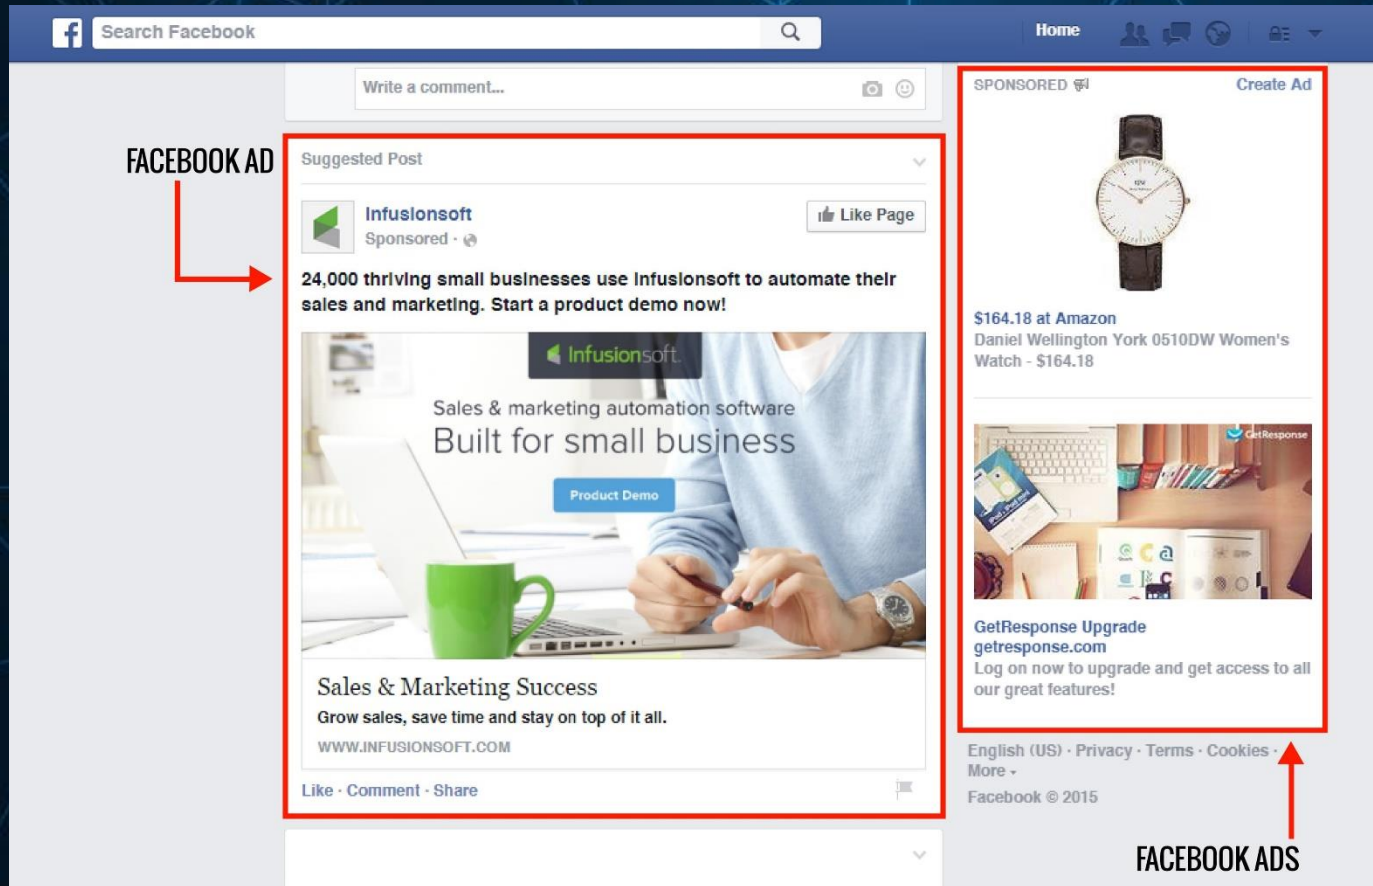 Search Facebook
Home
Write a comment...
SPONSORED
Create Ad
FACEBOOK AD
Suggested Post
Infusionsoft
Sponsored ·
Like Page
24,000 thriving small businesses use Infusionsoft to automate their
sales and marketing. Start a product demo now!
Infusionsoft.
Sales & marketing automation software
Built for small business
Product Demo
Sales & Marketing Success
Grow sales, save time and stay on top of it all.
WWW.INFUSIONSOFT.COM
Like · Comment · Share
$164.18 at Amazon
Daniel Wellington York 0510DW Women's
Watch - $164.18
GetResponse
GetResponse Upgrade
getresponse.com
Log on now to upgrade and get access to all
our great features!
English (US) · Privacy · Terms · Cookies ·
More
Facebook © 2015
FACEBOOK ADS